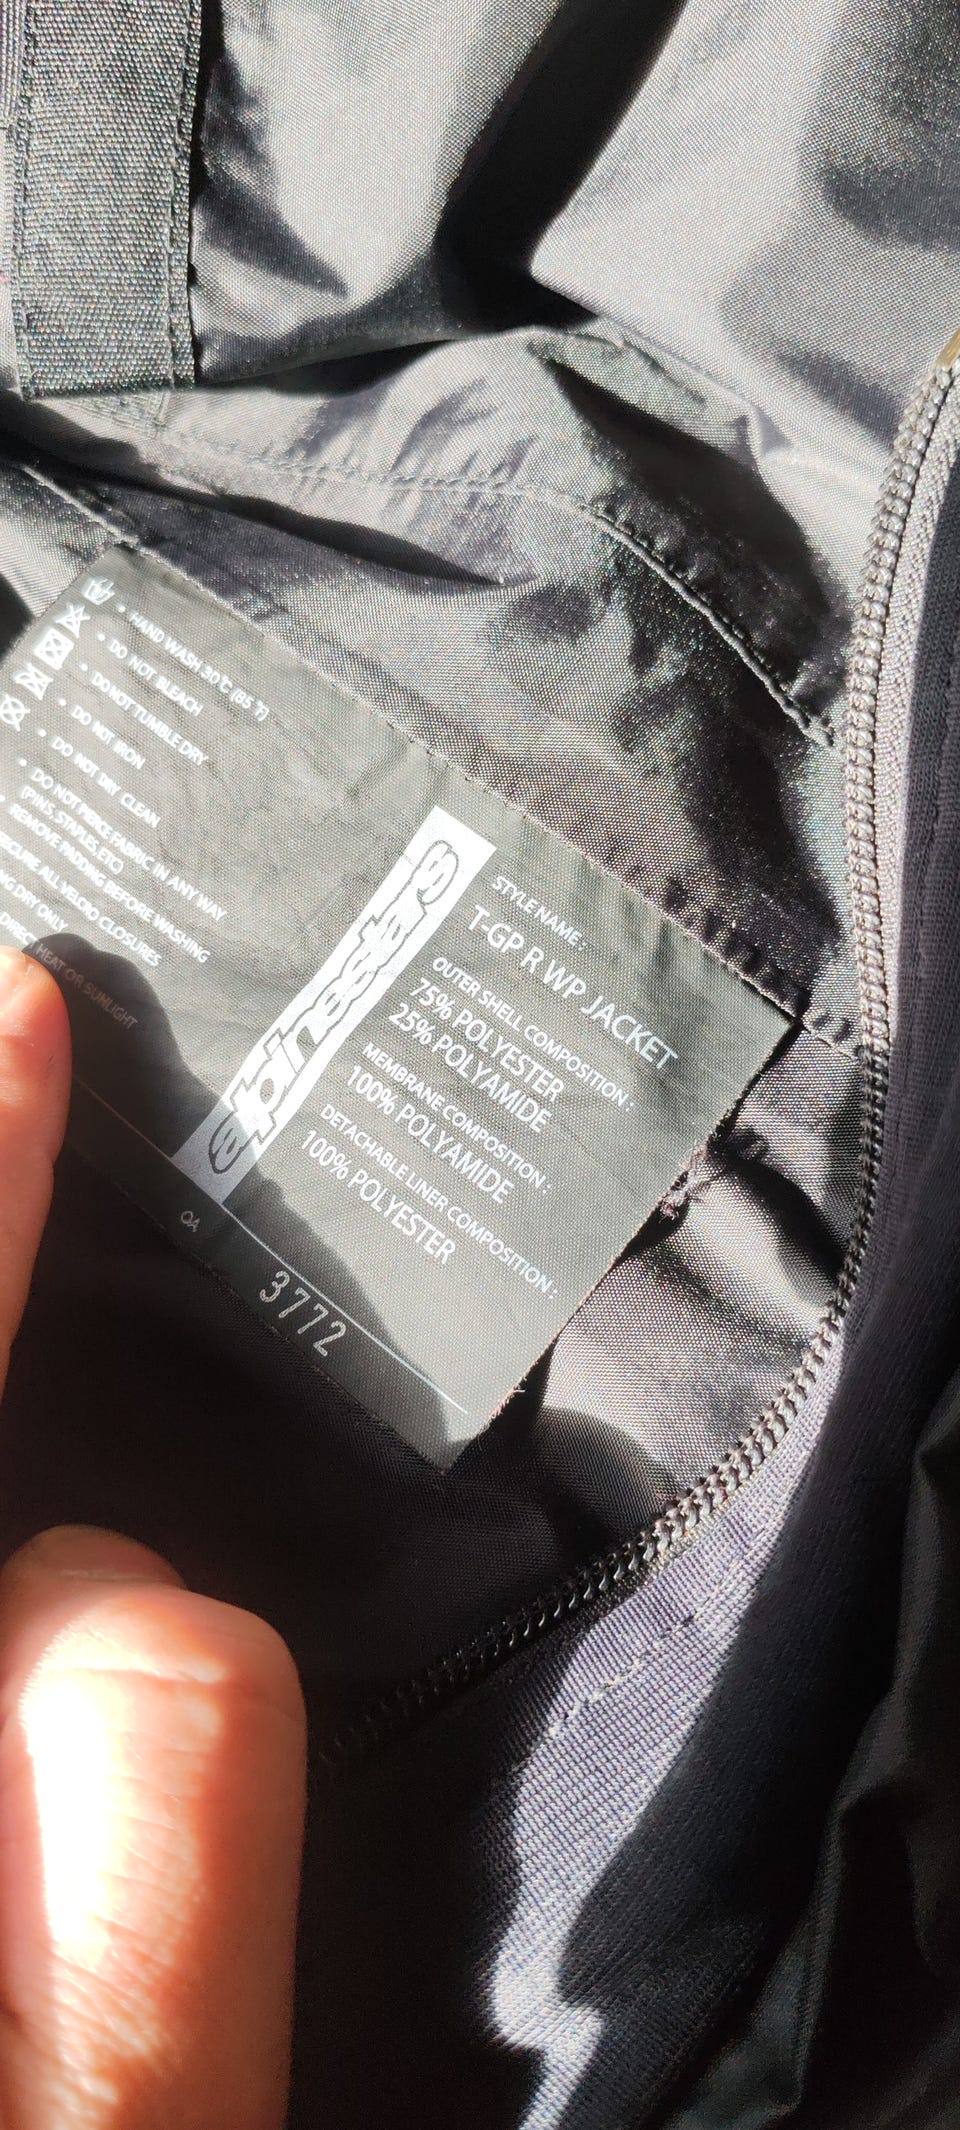 • HAND WASH 30°C (85 °F)
• DO NOT BLEACH
• DO NOT TUMBLE DRY
• DO NOT IRON
• DO NOT DRY CLEAN
• DO NOT PIERCE FABRIC IN ANY WAY
(PINS, STAPLES, ETC)
• REMOVE PADDING BEFORE WASHING
SECURE ALL VELCRO CLOSURES
DRY ONLY
DIRECT HEAT OR SUNLIGHT
alpinestars
STYLE NAME :
T-GP R WP JACKET
OUTER SHELL COMPOSITION :
75% POLYESTER
25% POLYAMIDE
MEMBRANE COMPOSITION :
100% POLYAMIDE
DETACHABLE LINER COMPOSITION :
100% POLYESTER
QA
3772